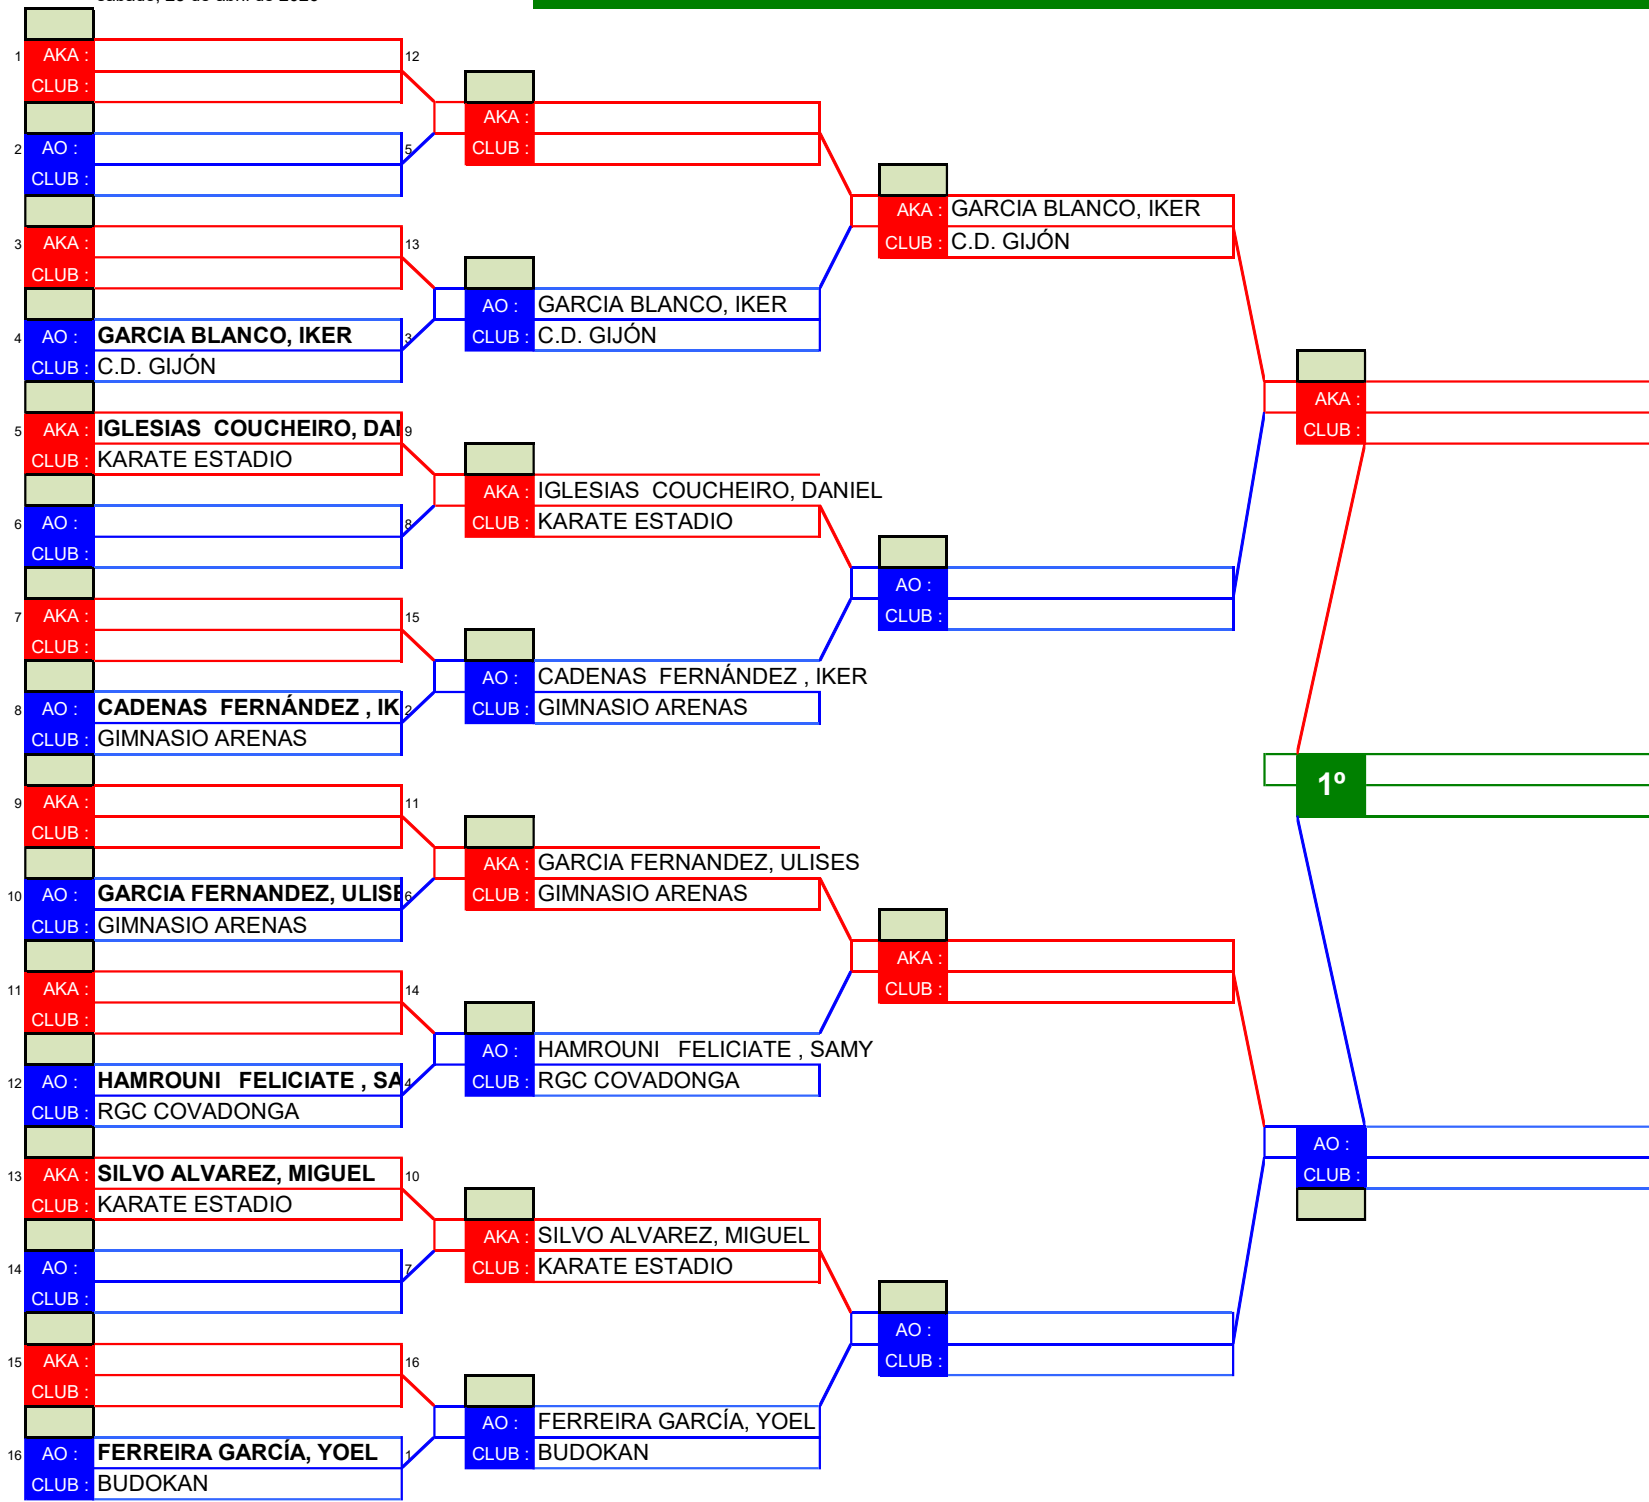 1 AKA : 12
CLUB :
2 AO : 5
CLUB :
3 AKA : 13
CLUB :
4 AO : GARCIA BLANCO, IKER 3
CLUB : C.D. GIJÓN
5 AKA : IGLESIAS COUCHEIRO, DAN 9
CLUB : KARATE ESTADIO
6 AO : 8
CLUB :
7 AKA : 15
CLUB :
8 AO : CADENAS FERNÁNDEZ , IK 2
CLUB : GIMNASIO ARENAS
9 AKA : 11
CLUB :
10 AO : GARCIA FERNANDEZ, ULISE 6
CLUB : GIMNASIO ARENAS
11 AKA : 14
CLUB :
12 AO : HAMROUNI FELICIATE , SA 4
CLUB : RGC COVADONGA
13 AKA : SILVO ALVAREZ, MIGUEL 10
CLUB : KARATE ESTADIO
14 AO : 7
CLUB :
15 AKA : 16
CLUB :
16 AO : FERREIRA GARCÍA, YOEL 1
CLUB : BUDOKAN
AKA :
CLUB :
AO : GARCIA BLANCO, IKER
CLUB : C.D. GIJÓN
AKA : IGLESIAS COUCHEIRO, DANIEL
CLUB : KARATE ESTADIO
AO : CADENAS FERNÁNDEZ , IKER
CLUB : GIMNASIO ARENAS
AKA : GARCIA FERNANDEZ, ULISES
CLUB : GIMNASIO ARENAS
AO : HAMROUNI FELICIATE , SAMY
CLUB : RGC COVADONGA
AKA : SILVO ALVAREZ, MIGUEL
CLUB : KARATE ESTADIO
AO : FERREIRA GARCÍA, YOEL
CLUB : BUDOKAN
AKA : GARCIA BLANCO, IKER
CLUB : C.D. GIJÓN
AO :
CLUB :
AKA :
CLUB :
AO :
CLUB :
AKA :
CLUB :
1º
AO :
CLUB :